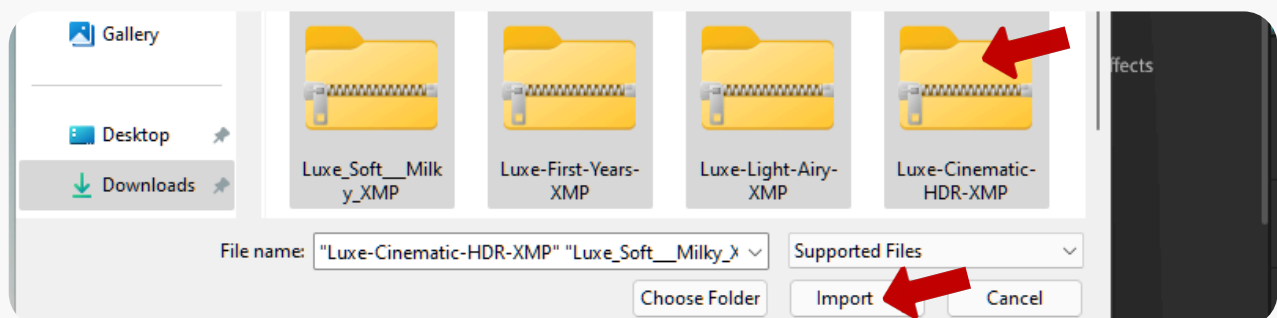 Gallery
ffects
Desktop
Downloads
Luxe_Soft__Milk
y_XMP
Luxe-First-Years-
XMP
Luxe-Light-Airy-
XMP
Luxe-Cinematic-
HDR-XMP
File name:
"Luxe-Cinematic-HDR-XMP" "Luxe_Soft__Milky_X
Supported Files
Choose Folder
Import
Cancel